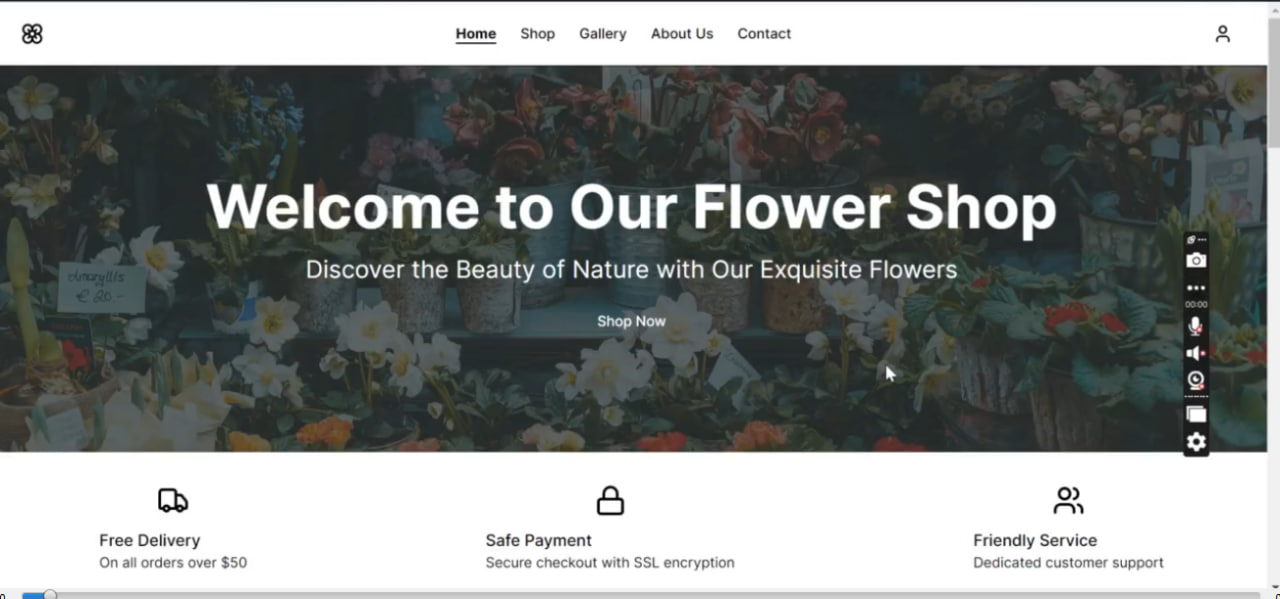 Home Shop Gallery About Us Contact
Welcome to Our Flower Shop
Discover the Beauty of Nature with Our Exquisite Flowers
Amaryllis
€ 20.-
Shop Now
00:00
Free Delivery Safe Payment Friendly Service
On all orders over $50 Secure checkout with SSL encryption Dedicated customer support